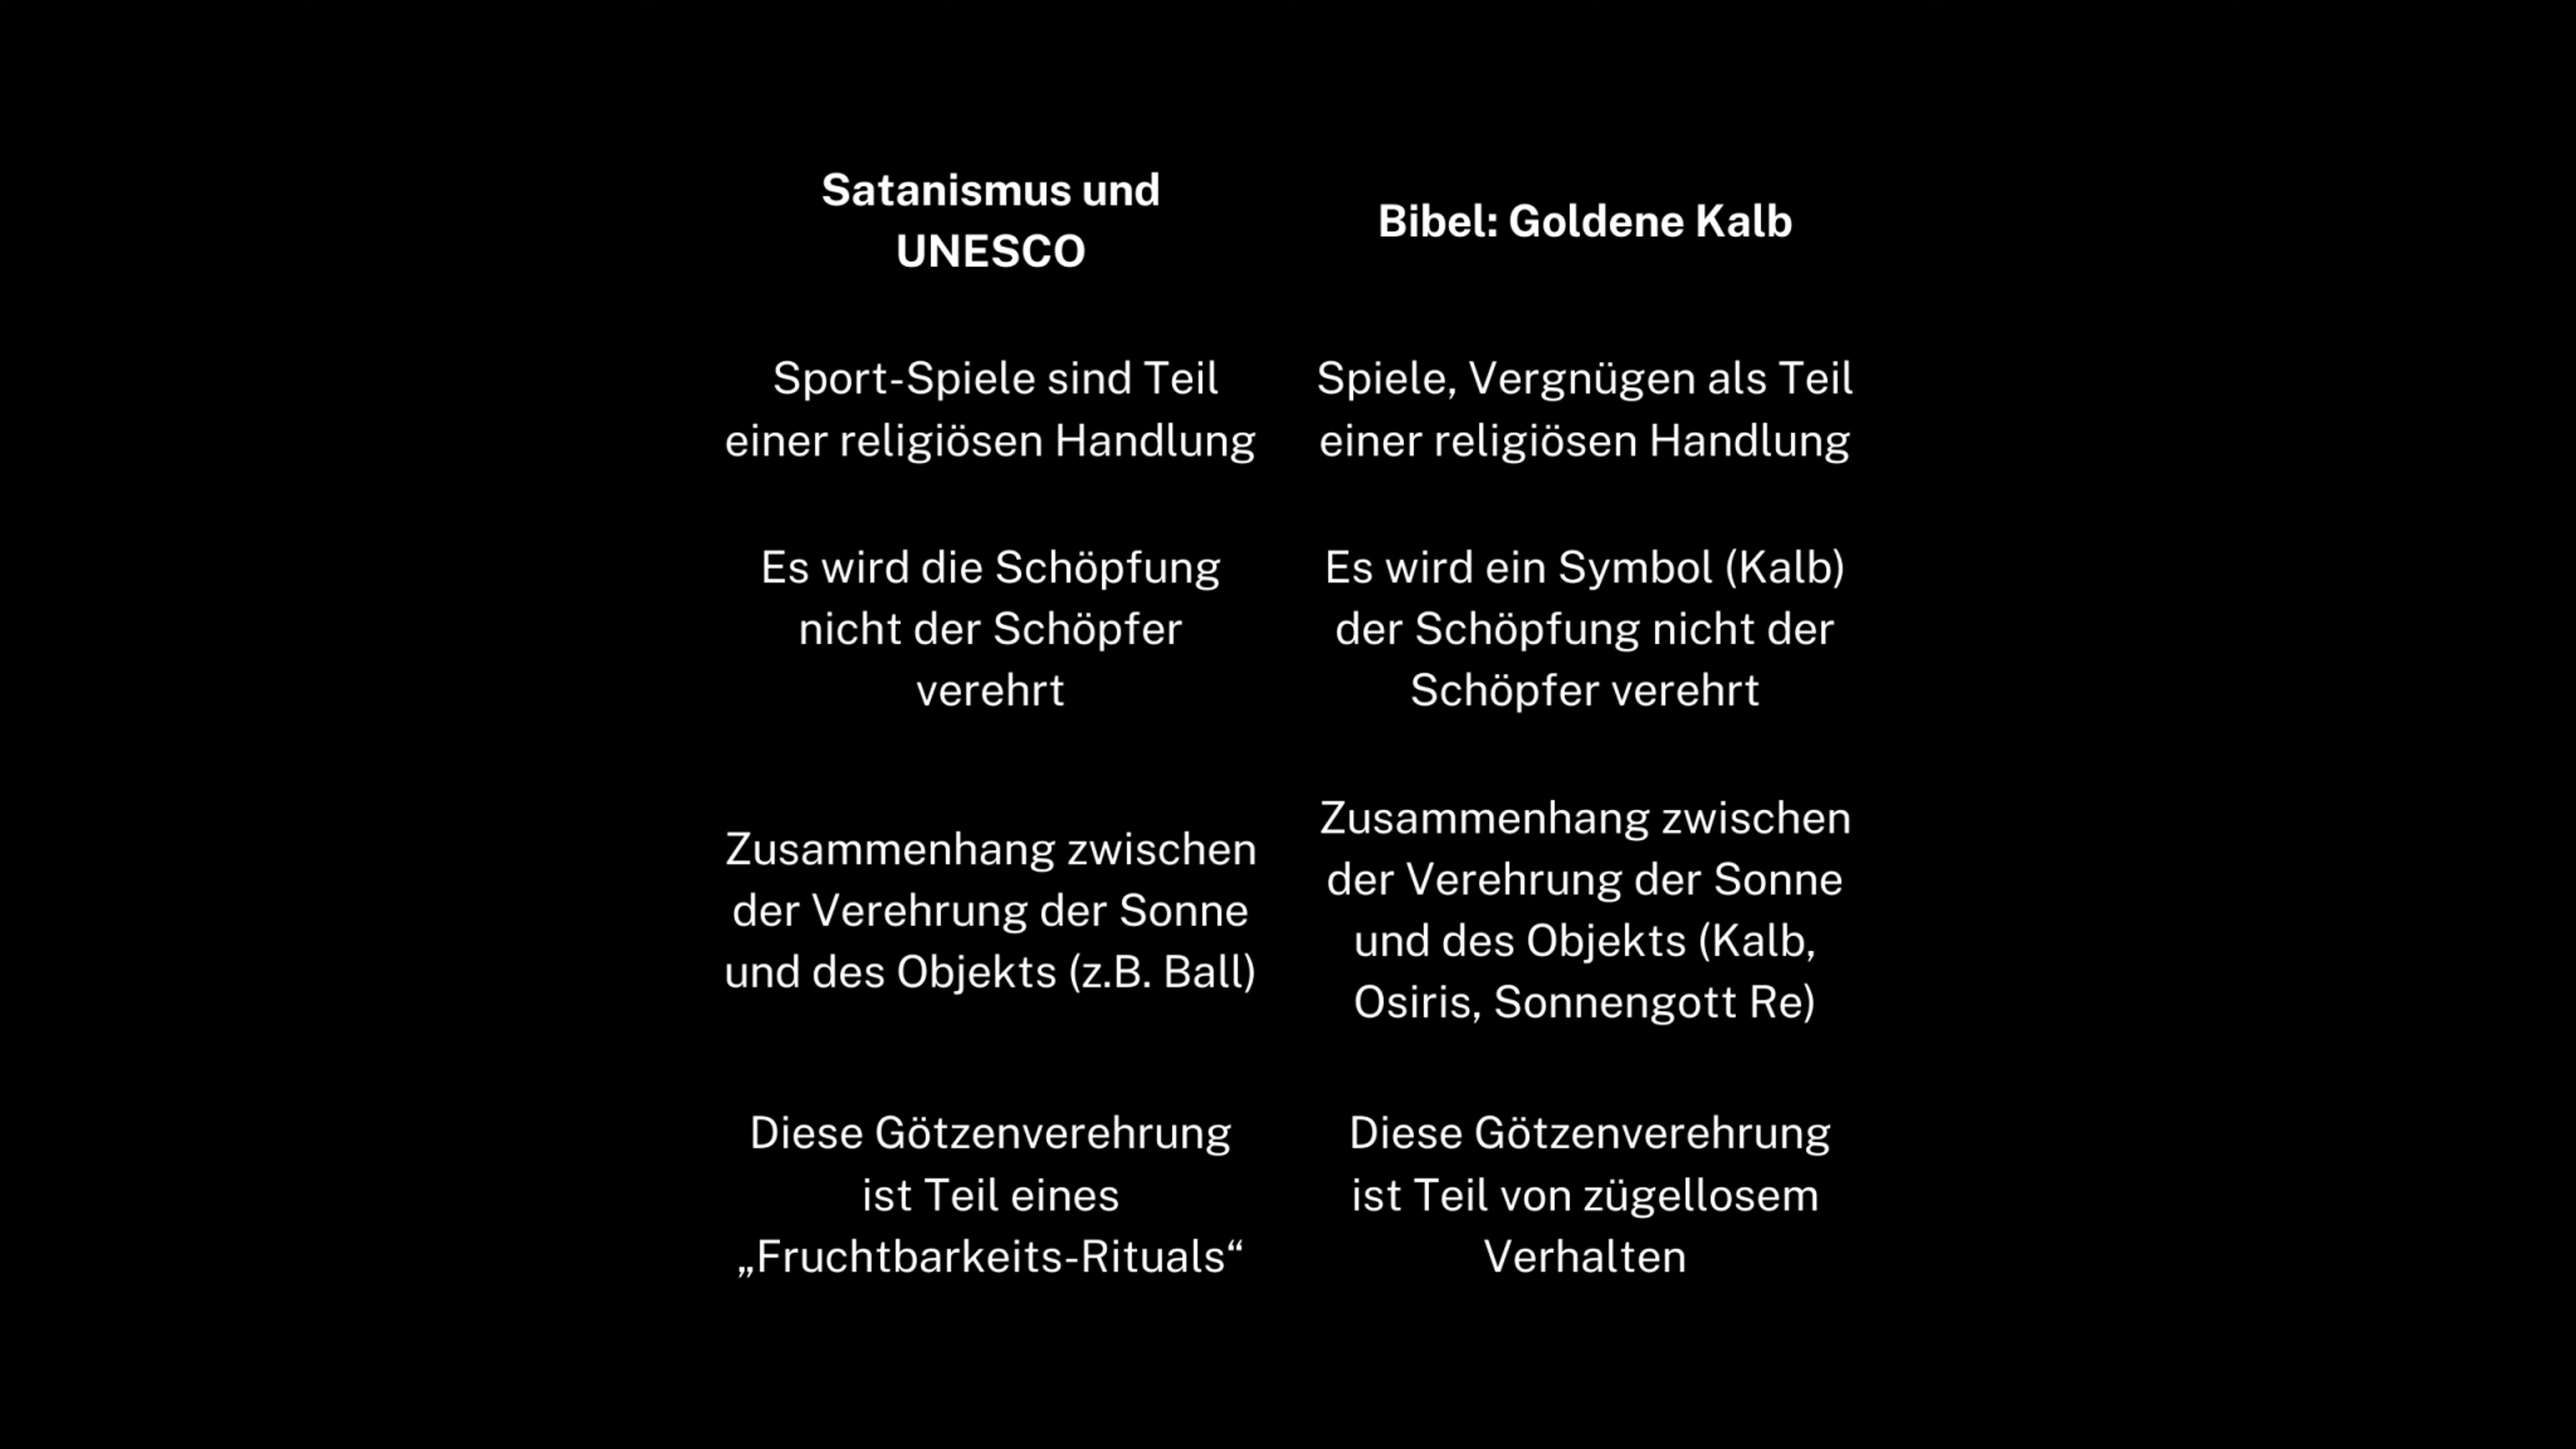 Satanismus und
UNESCO
Bibel: Goldene Kalb
Sport-Spiele sind Teil
einer religiösen Handlung
Spiele, Vergnügen als Teil
einer religiösen Handlung
Es wird die Schöpfung
nicht der Schöpfer
verehrt
Es wird ein Symbol (Kalb)
der Schöpfung nicht der
Schöpfer verehrt
Zusammenhang zwischen
der Verehrung der Sonne
und des Objekts (z.B. Ball)
Zusammenhang zwischen
der Verehrung der Sonne
und des Objekts (Kalb,
Osiris, Sonnengott Re)
Diese Götzenverehrung
ist Teil eines
„Fruchtbarkeits-Rituals“
Diese Götzenverehrung
ist Teil von zügellosem
Verhalten